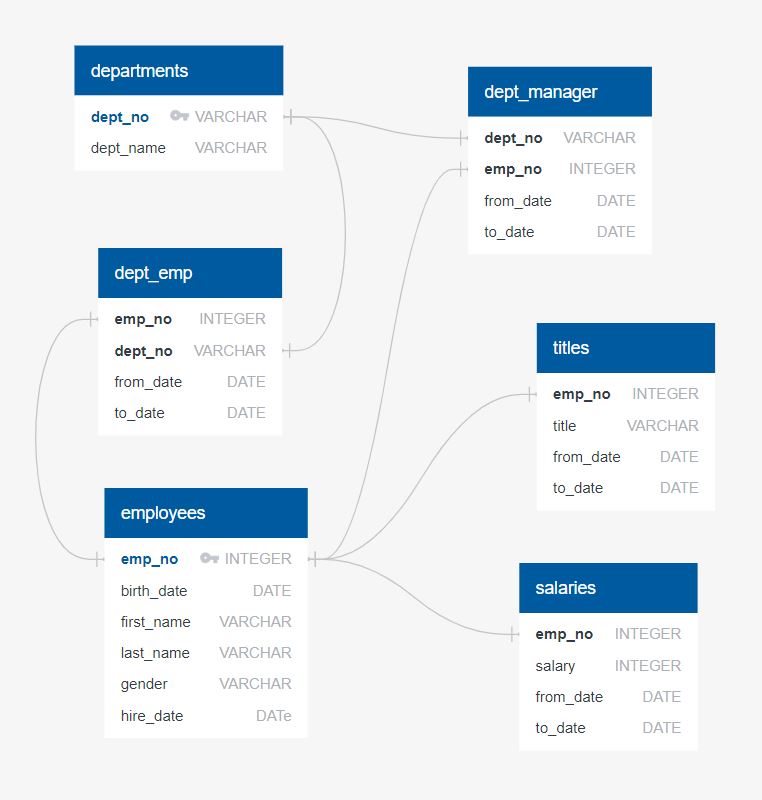 departments
dept_no VARCHAR
dept_name VARCHAR
dept_manager
dept_no VARCHAR
emp_no INTEGER
from_date DATE
to_date DATE
dept_emp
emp_no INTEGER
dept_no VARCHAR
from_date DATE
to_date DATE
titles
emp_no INTEGER
title VARCHAR
from_date DATE
to_date DATE
employees
emp_no INTEGER
birth_date DATE
first_name VARCHAR
last_name VARCHAR
gender VARCHAR
hire_date DATe
salaries
emp_no INTEGER
salary INTEGER
from_date DATE
to_date DATE